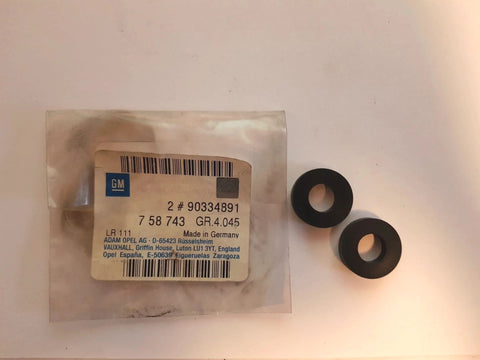 GM
2 # 90334891
7 58 743 GR.4.045
LR 111 Made in Germany
ADAM OPEL AG · D-65423 Rüsselsheim
VAUXHALL, Griffin House, Luton LU1 3YT, England
Opel España, E-50639 Figueruelas Zaragoza